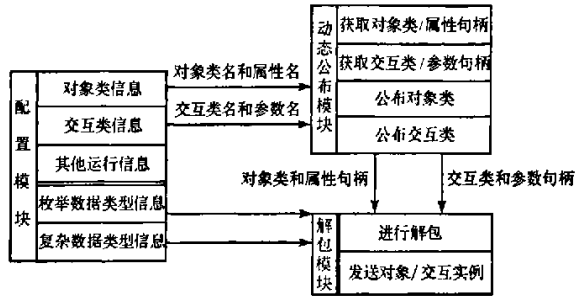 配置模块
对象类信息
交互类信息
其他运行信息
枚举数据类型信息
复杂数据类型信息
对象类名和属性名
交互类名和参数名
动态公布模块
获取对象类/属性句柄
获取交互类/参数句柄
公布对象类
公布交互类
对象类和属性句柄
交互类和参数句柄
解包模块
进行解包
发送对象/交互实例